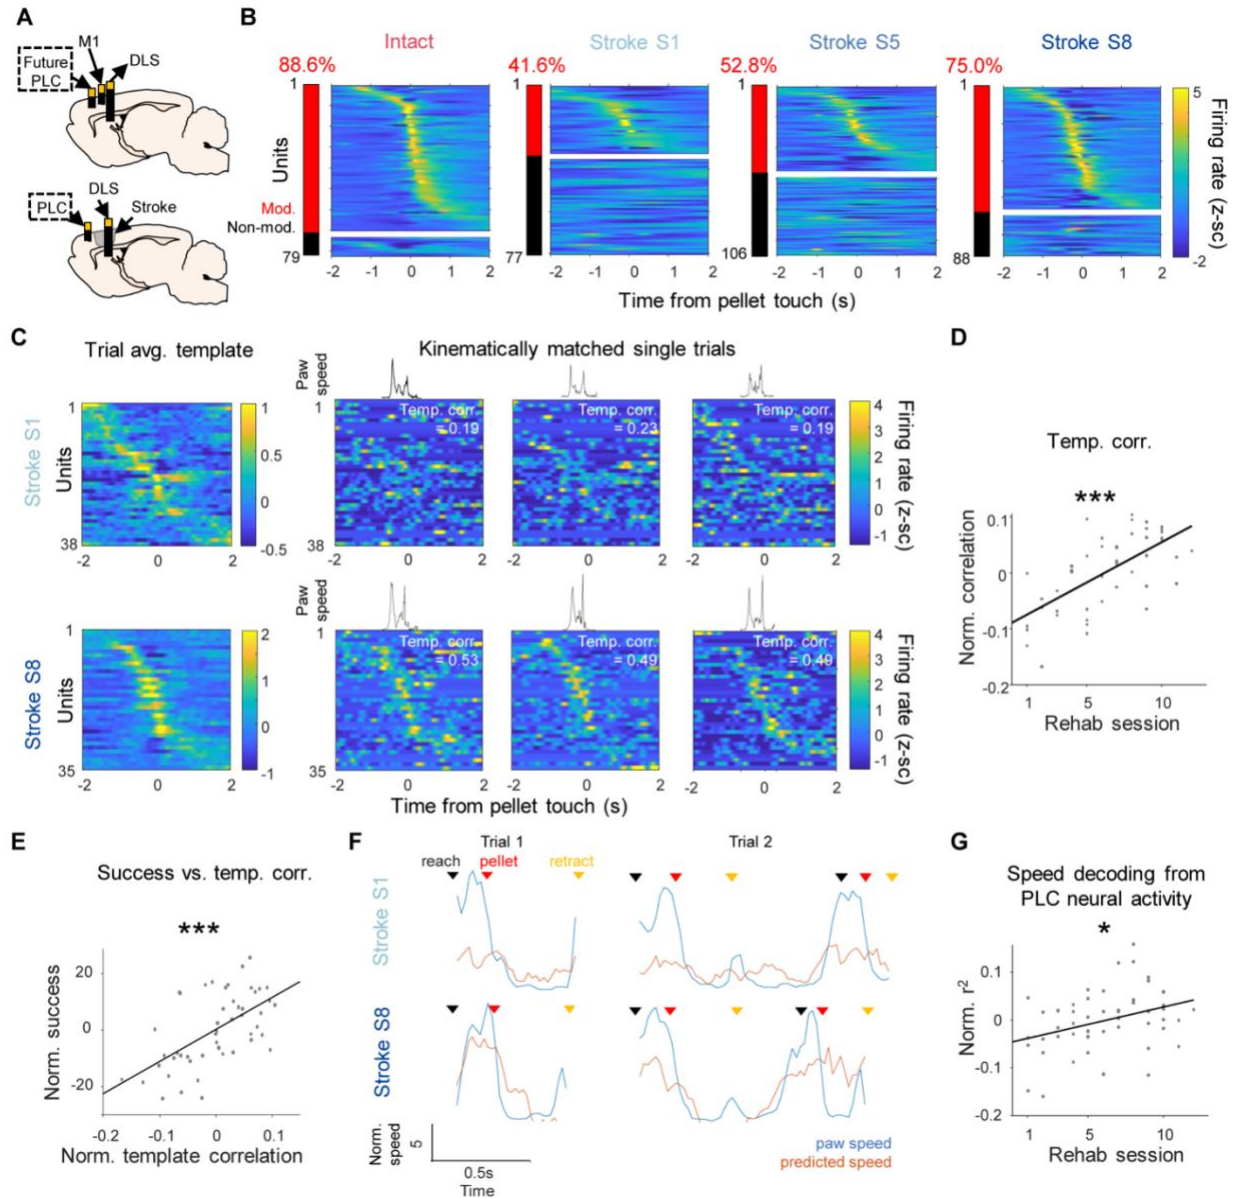 A
M1
Future
PLC
DLS
DLS
PLC
Stroke
B
Intact
Stroke S1
Stroke S5
Stroke S8
88.6%
41.6%
52.8%
75.0%
1
1
1
1
Units
Mod.
Non-mod.
79
77
106
88
-2 -1 0 1 2
-2 -1 0 1 2
-2 -1 0 1 2
-2 -1 0 1 2
Time from pellet touch (s)
5
-2
Firing rate (z-sc)
C
Trial avg. template
Kinematically matched single trials
Stroke S1
Units
1
38
-2 0 2
1
0.5
0
-0.5
Paw
speed
1
38
Temp. corr.
= 0.19
Temp. corr.
= 0.23
Temp. corr.
= 0.19
-2 0 2
-2 0 2
-2 0 2
4
3
2
1
0
-1
Firing rate (z-sc)
Stroke S8
Units
1
35
-2 0 2
2
1
0
-1
Paw
speed
1
35
Temp. corr.
= 0.53
Temp. corr.
= 0.49
Temp. corr.
= 0.49
-2 0 2
-2 0 2
-2 0 2
4
3
2
1
0
-1
Firing rate (z-sc)
Time from pellet touch (s)
D
Temp. corr.
***
Norm. correlation
0.1
0
-0.1
-0.2
1 5 10
Rehab session
E
Success vs. temp. corr.
***
Norm. success
20
0
-20
-0.2 -0.1 0 0.1
Norm. template correlation
F
Trial 1
Trial 2
reach pellet retract
Stroke S1
Stroke S8
Norm.
speed
5
0.5s
Time
paw speed
predicted speed
G
Speed decoding from
PLC neural activity
*
Norm. r²
0.1
0
-0.1
-0.2
1 5 10
Rehab session